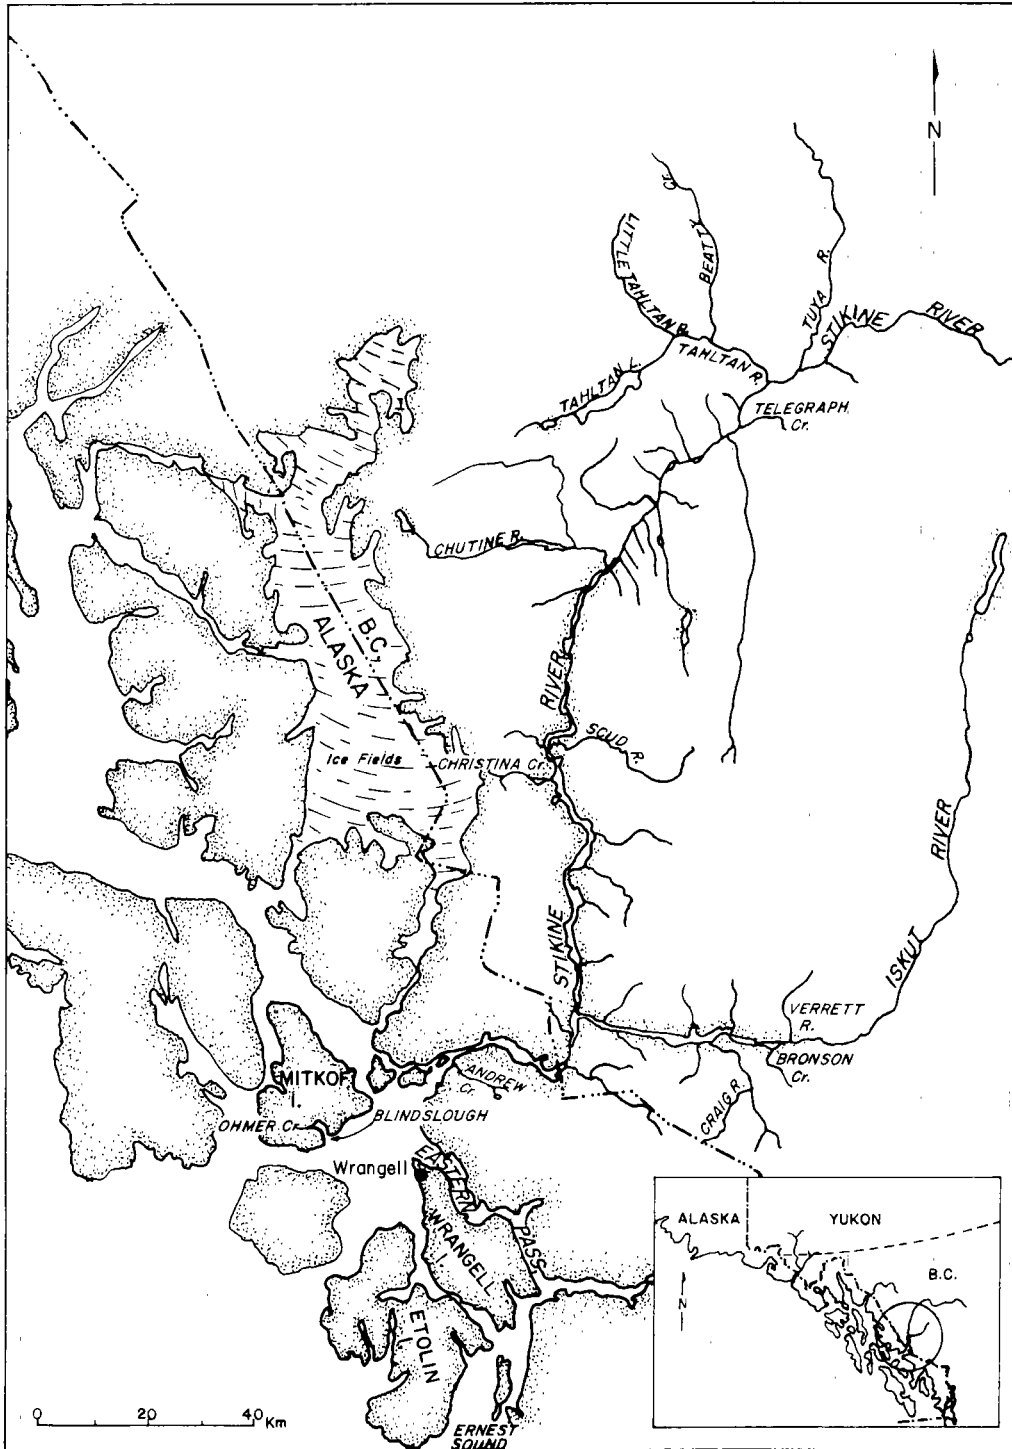 N
CR.
BEATTY
LITTLE TAHLTAN R.
TUYA R.
STIKINE RIVER
TAHLTAN R.
TAHLTAN L.
TELEGRAPH
Cr.
CHUTINE R.
B.C.
ALASKA
RIVER
SCUD R.
Ice Fields
CHRISTINA Cr.
RIVER
STIKINE
ISKUT
VERRETT
R.
BRONSON
Cr.
ANDREW
Cr.
MITKOF
I.
CRAIG R.
BLINDSLOUGH
OHMER Cr.
Wrangell
EASTERN
PASS.
WRANGELL
I.
ETOLIN
I.
ERNEST
SOUND
0 20 40 Km
ALASKA
YUKON
B.C.
N